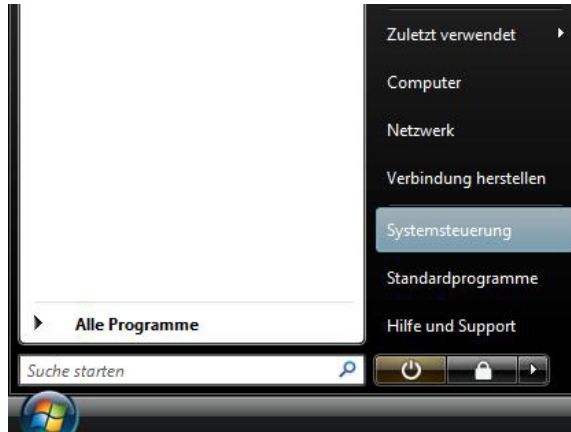 Zuletzt verwendet
Computer
Netzwerk
Verbindung herstellen
Systemsteuerung
Standardprogramme
Hilfe und Support
Alle Programme
Suche starten